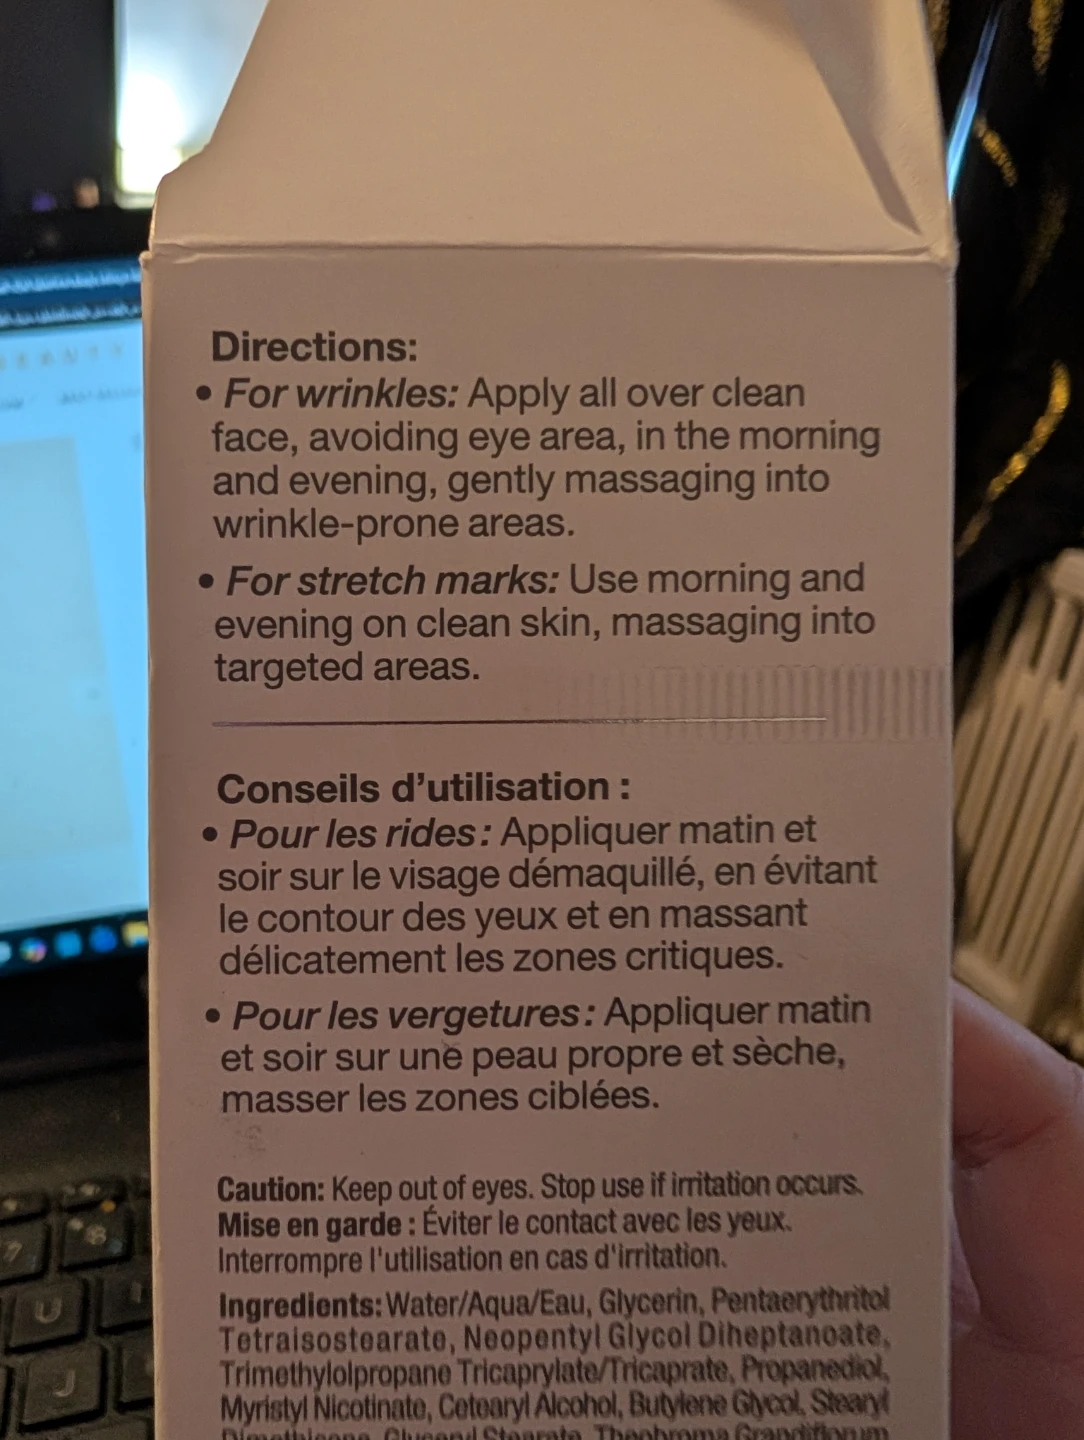 Directions:
• For wrinkles: Apply all over clean
face, avoiding eye area, in the morning
and evening, gently massaging into
wrinkle-prone areas.
• For stretch marks: Use morning and
evening on clean skin, massaging into
targeted areas.
Conseils d'utilisation :
• Pour les rides : Appliquer matin et
soir sur le visage démaquillé, en évitant
le contour des yeux et en massant
délicatement les zones critiques.
• Pour les vergetures : Appliquer matin
et soir sur une peau propre et sèche,
masser les zones ciblées.
Caution: Keep out of eyes. Stop use if irritation occurs.
Mise en garde : Éviter le contact avec les yeux.
Interrompre l'utilisation en cas d'irritation.
Ingredients: Water/Aqua/Eau, Glycerin, Pentaerythritol
Tetraisostearate, Neopentyl Glycol Diheptanoate,
Trimethylolpropane Tricaprylate/Tricaprate, Propanediol,
Myristyl Nicotinate, Cetearyl Alcohol, Butylene Glycol, Stearyl
Dimethicone, Glyceryl Stearate, Theobroma Grandiflorum
U
J